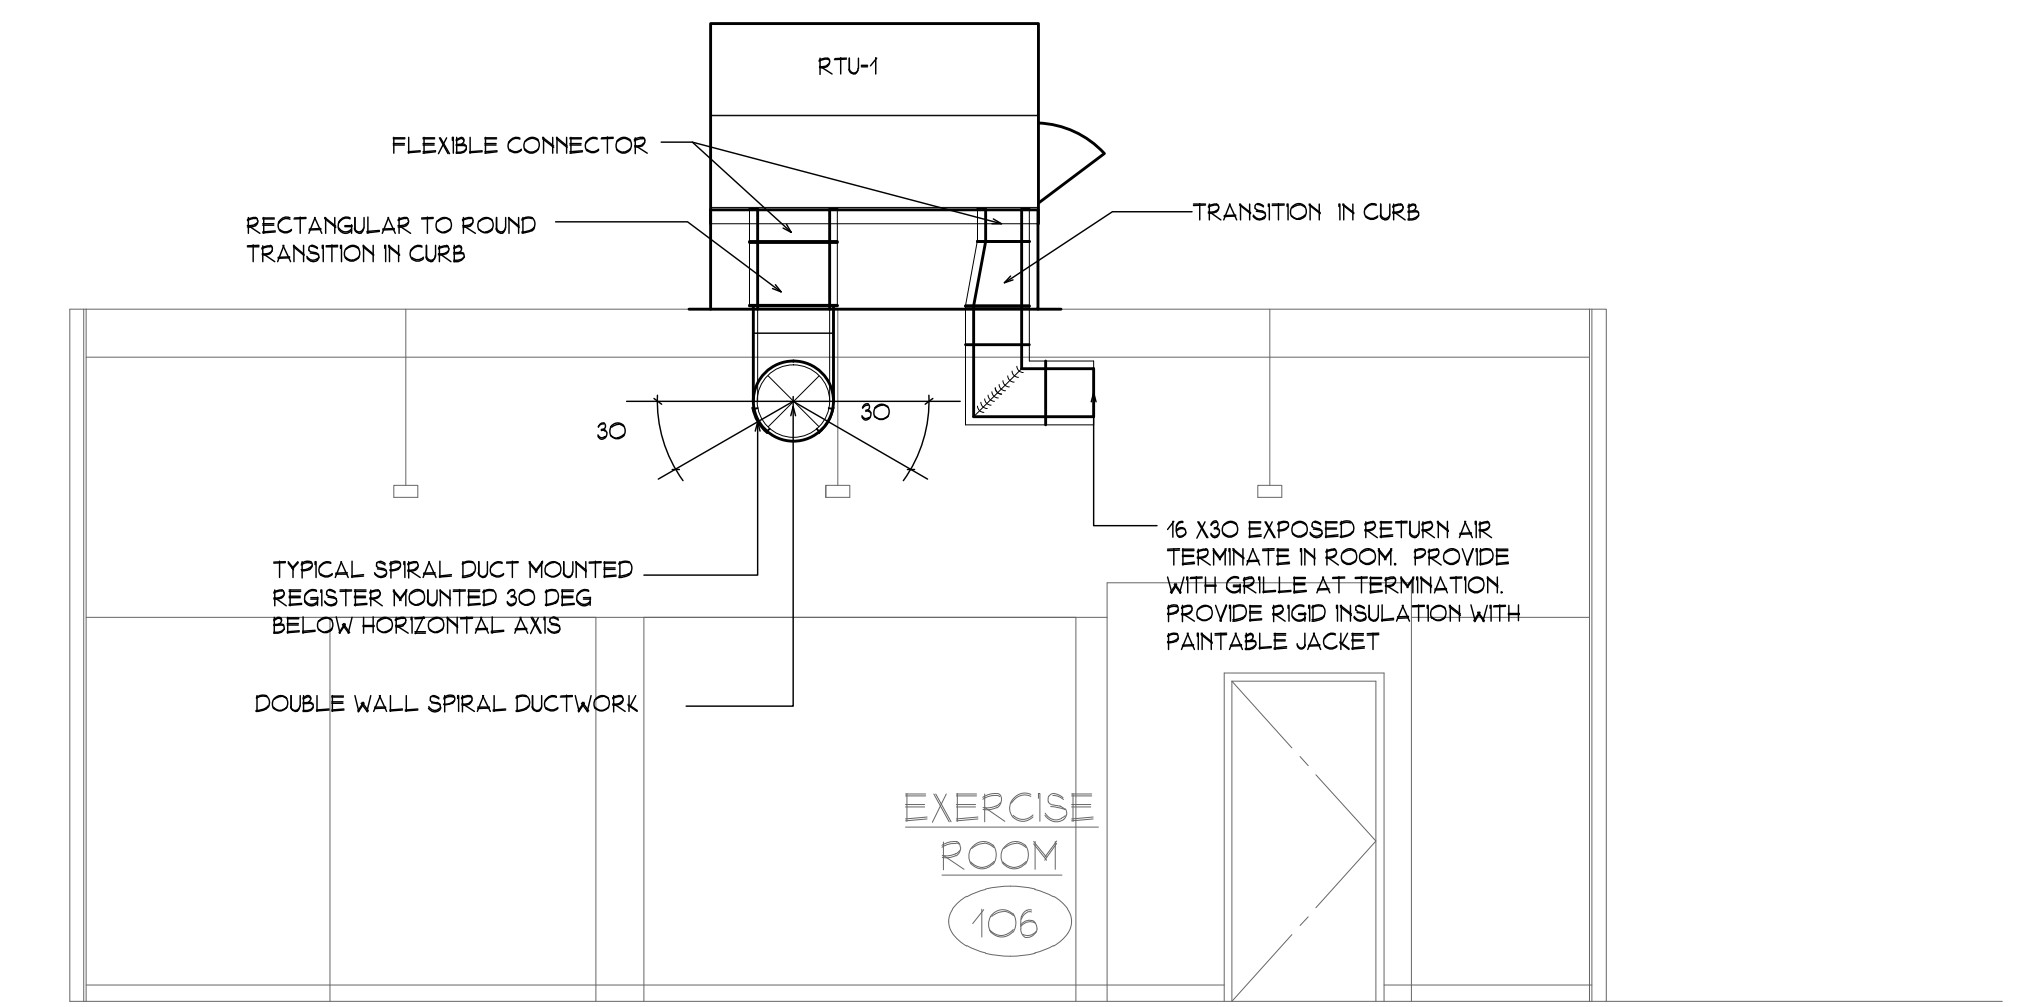 RTU-1
FLEXIBLE CONNECTOR
RECTANGULAR TO ROUND
TRANSITION IN CURB
TRANSITION IN CURB
30
30
16 X30 EXPOSED RETURN AIR
TERMINATE IN ROOM. PROVIDE
WITH GRILLE AT TERMINATION.
PROVIDE RIGID INSULATION WITH
PAINTABLE JACKET
TYPICAL SPIRAL DUCT MOUNTED
REGISTER MOUNTED 30 DEG
BELOW HORIZONTAL AXIS
DOUBLE WALL SPIRAL DUCTWORK
EXERCISE
ROOM
106